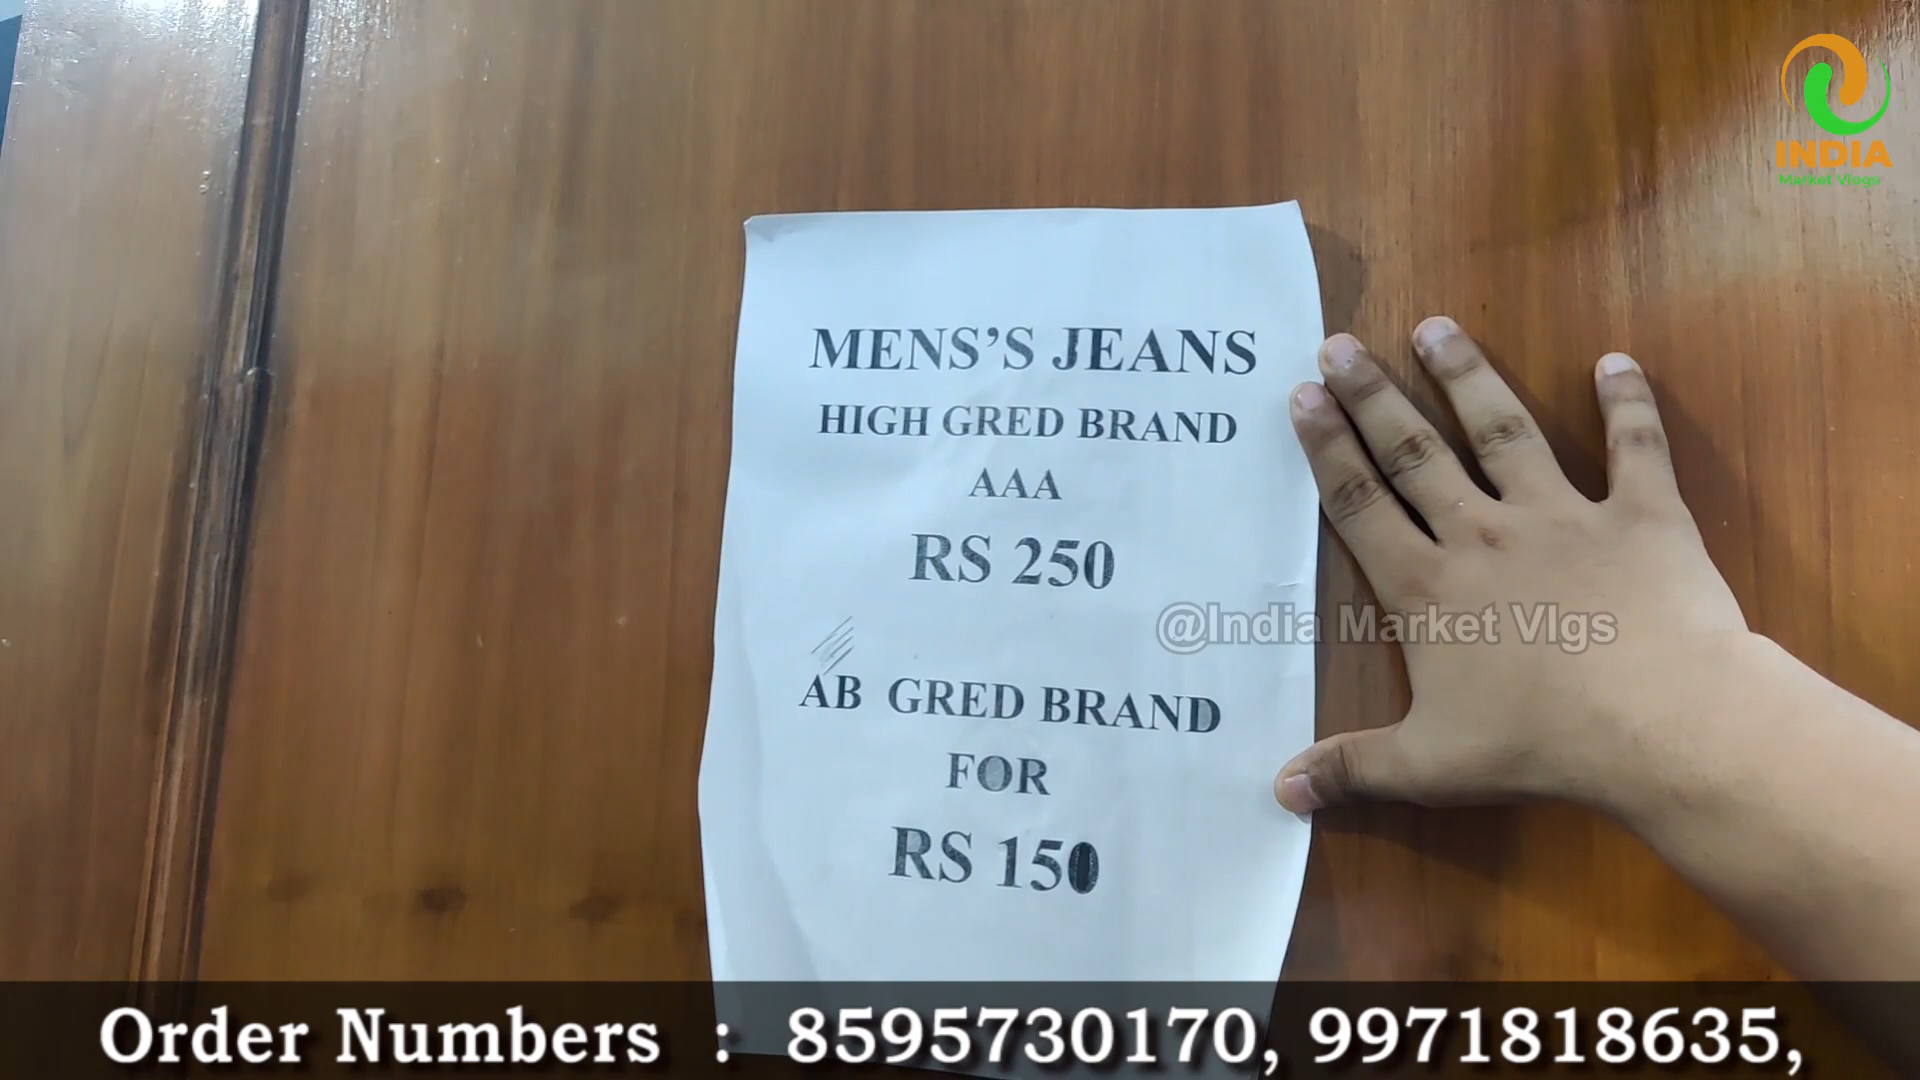 INDIA
Market Vlogs
MENS'S JEANS
HIGH GRED BRAND
AAA
RS 250
@India Market Vlgs
AB GRED BRAND
FOR
RS 150
Order Numbers : 8595730170, 9971818635,